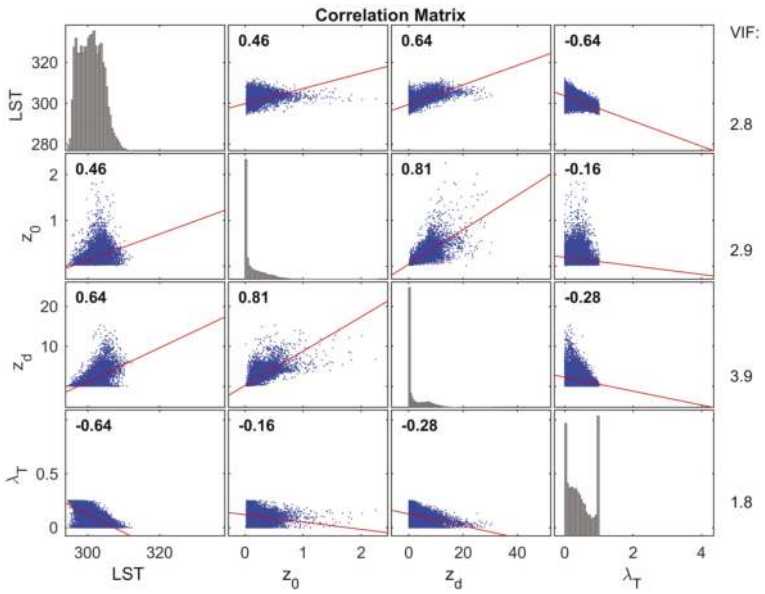 Correlation Matrix
VIF:
LST
320
300
280
0.46
0.64
-0.64
2.8
z0
2
1
0
0.46
0.81
-0.16
2.9
zd
20
10
0.64
0.81
-0.28
3.9
λT
0.5
0
-0.64
-0.16
-0.28
1.8
300 320
0 1 2
0 20 40
0 2 4
LST
z0
zd
λT